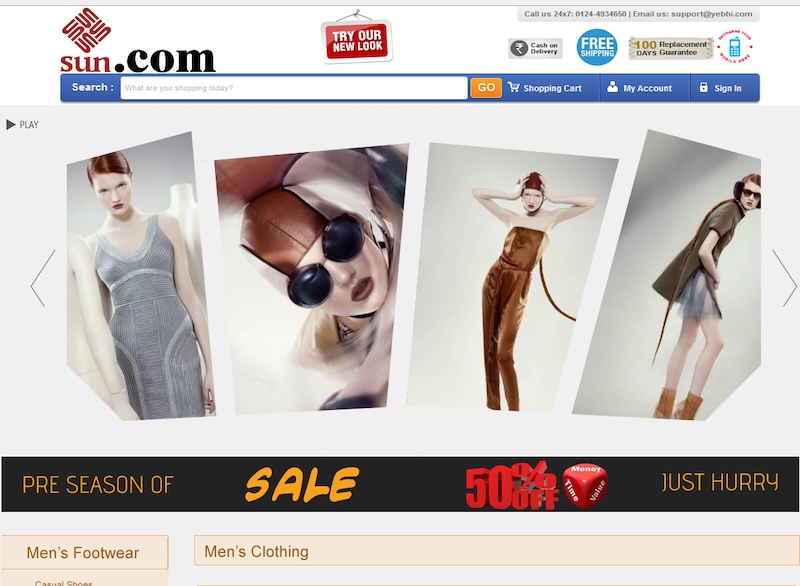 Call us 24x7: 0124-4934650 | Email us: support@yebhi.com
sun.com
TRY OUR
NEW LOOK
Cash on
Delivery
FREE
SHIPPING
100 Replacement
DAYS Guarantee
RECHARGE YOUR
MOBILE HERE
Search :
What are you shopping today?
GO
Shopping Cart
My Account
Sign In
PLAY
PRE SEASON OF
SALE
50% OFF
Money
Time
Value
JUST HURRY
Men's Footwear
Men's Clothing
Casual Shoes